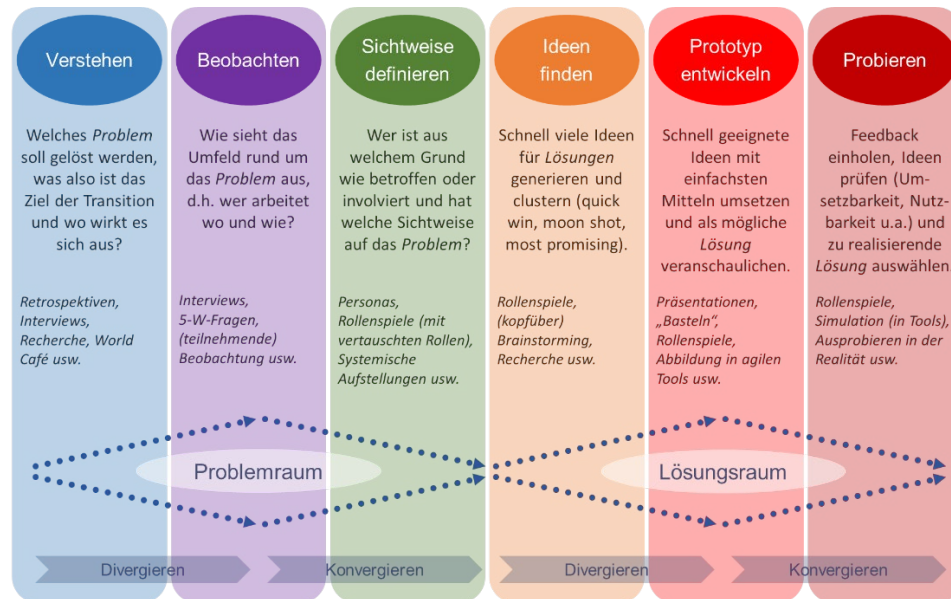 Verstehen
Welches Problem
soll gelöst werden,
was also ist das
Ziel der Transition
und wo wirkt es
sich aus?
Retrospektiven,
Interviews,
Recherche, World
Café usw.
Beobachten
Wie sieht das
Umfeld rund um
das Problem aus,
d.h. wer arbeitet
wo und wie?
Interviews,
5-W-Fragen,
(teilnehmende)
Beobachtung usw.
Sichtweise
definieren
Wer ist aus
welchem Grund
wie betroffen oder
involviert und hat
welche Sichtweise
auf das Problem?
Personas,
Rollenspiele (mit
vertauschten Rollen),
Systemische
Aufstellungen usw.
Ideen
finden
Schnell viele Ideen
für Lösungen
generieren und
clustern (quick
win, moon shot,
most promising).
Rollenspiele,
(kopfüber)
Brainstorming,
Recherche usw.
Prototyp
entwickeln
Schnell geeignete
Ideen mit
einfachsten
Mitteln umsetzen
und als mögliche
Lösung
veranschaulichen.
Präsentationen,
„Basteln“,
Rollenspiele,
Abbildung in agilen
Tools usw.
Probieren
Feedback
einholen, Ideen
prüfen (Um-
setzbarkeit, Nutz-
barkeit u.a.) und
zu realisierende
Lösung auswählen.
Rollenspiele,
Simulation (in Tools),
Ausprobieren in der
Realität usw.
Problemraum
Lösungsraum
Divergieren
Konvergieren
Divergieren
Konvergieren